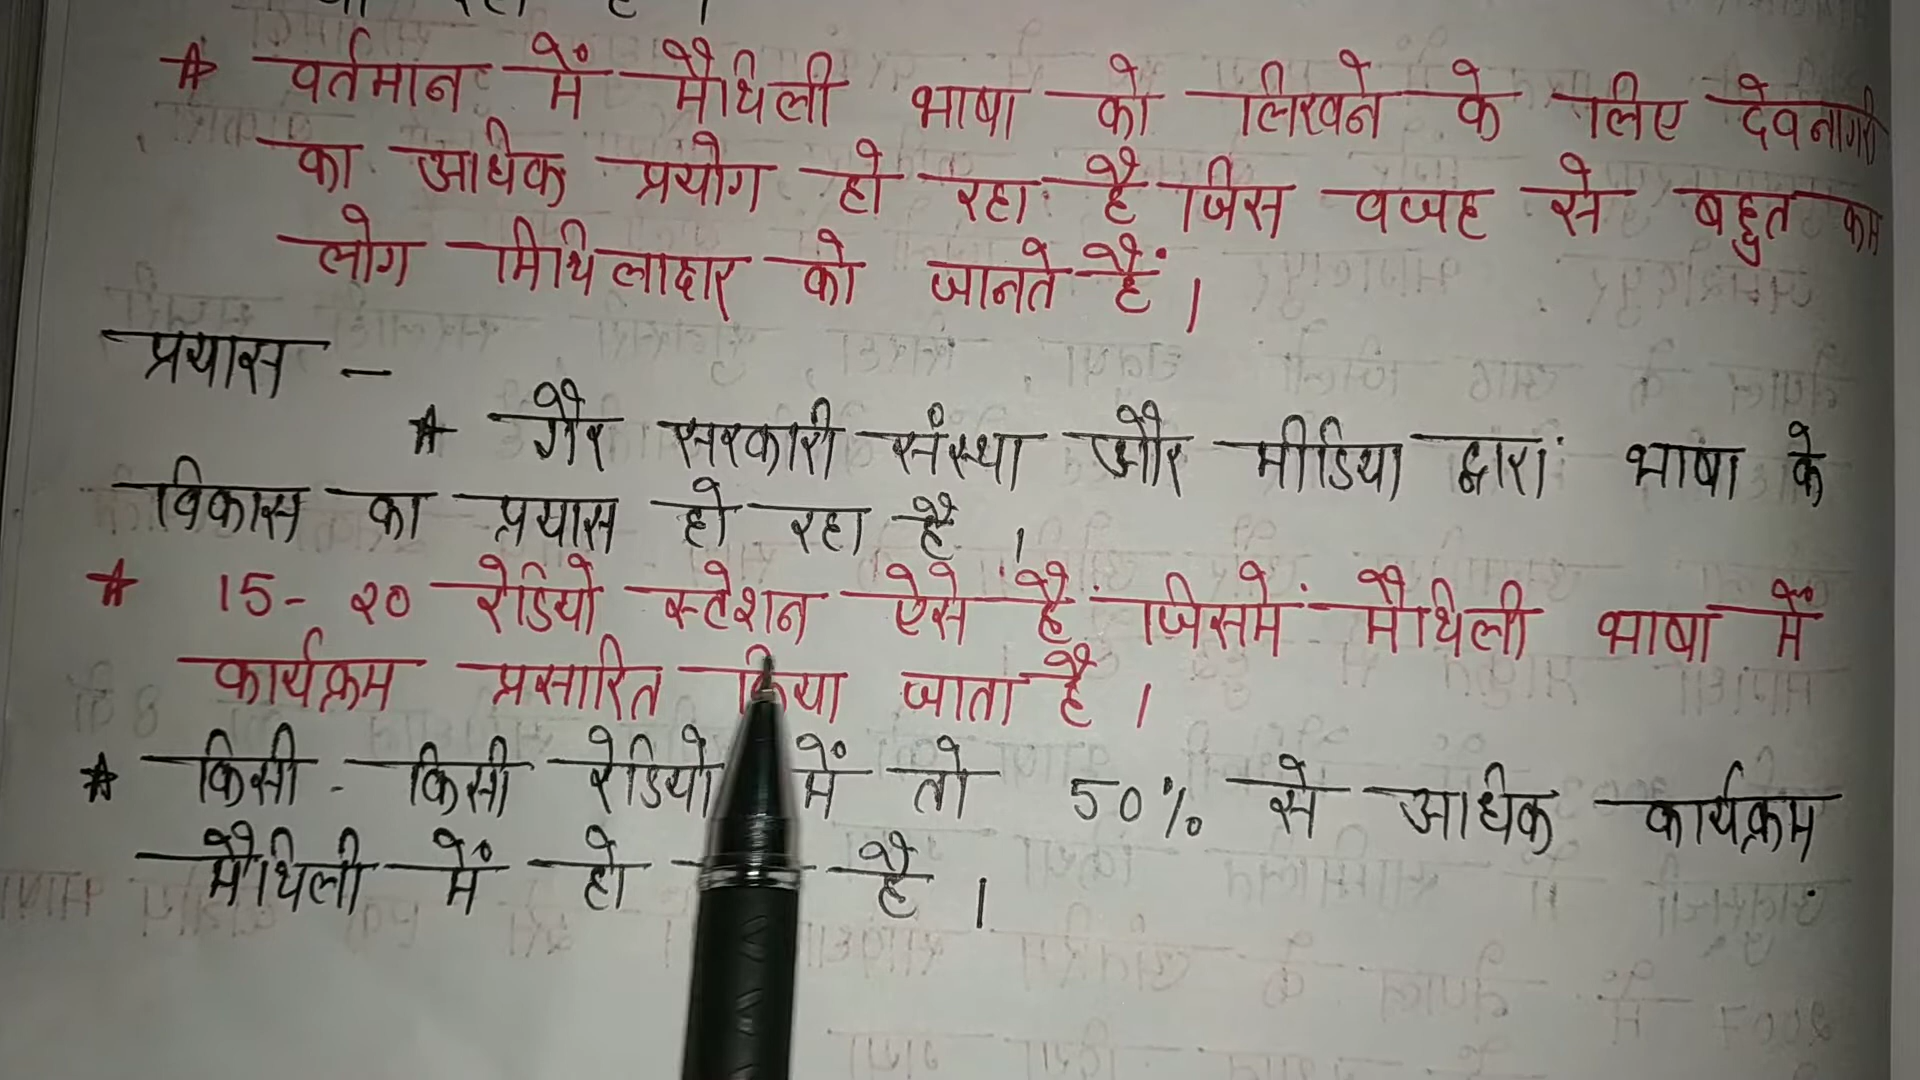 ★ वर्तमान में मैथिली भाषा को लिखने के लिए देवनागरी
का अधिक प्रयोग हो रहा है जिस वजह से बहुत कम
लोग मिथिलाक्षर को जानते हैं।
प्रयास -
★ गैर सरकारी संस्था और मीडिया द्वारा भाषा के
विकास का प्रयास हो रहा है।
★ 15-२0 रेडियो स्टेशन ऐसे है जिसमें मैथिली भाषा में
कार्यक्रम प्रसारित किया जाता है।
★ किसी - किसी रेडियो में तो 50% से अधिक कार्यक्रम
मैथिली में हो है।